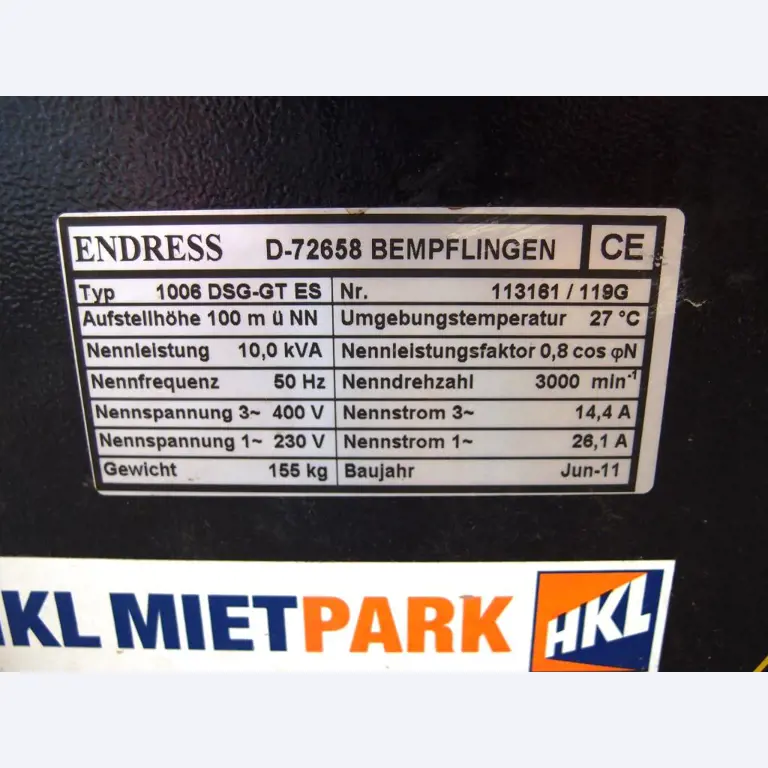 ENDRESS D-72658 BEMPFLINGEN CE
Typ 1006 DSG-GT ES Nr. 113161 / 119G
Aufstellhöhe 100 m ü NN Umgebungstemperatur 27 °C
Nennleistung 10,0 kVA Nennleistungsfaktor 0,8 cos φN
Nennfrequenz 50 Hz Nenndrehzahl 3000 min⁻¹
Nennspannung 3~ 400 V Nennstrom 3~ 14,4 A
Nennspannung 1~ 230 V Nennstrom 1~ 26,1 A
Gewicht 155 kg Baujahr Jun-11
HKL MIETPARK HKL